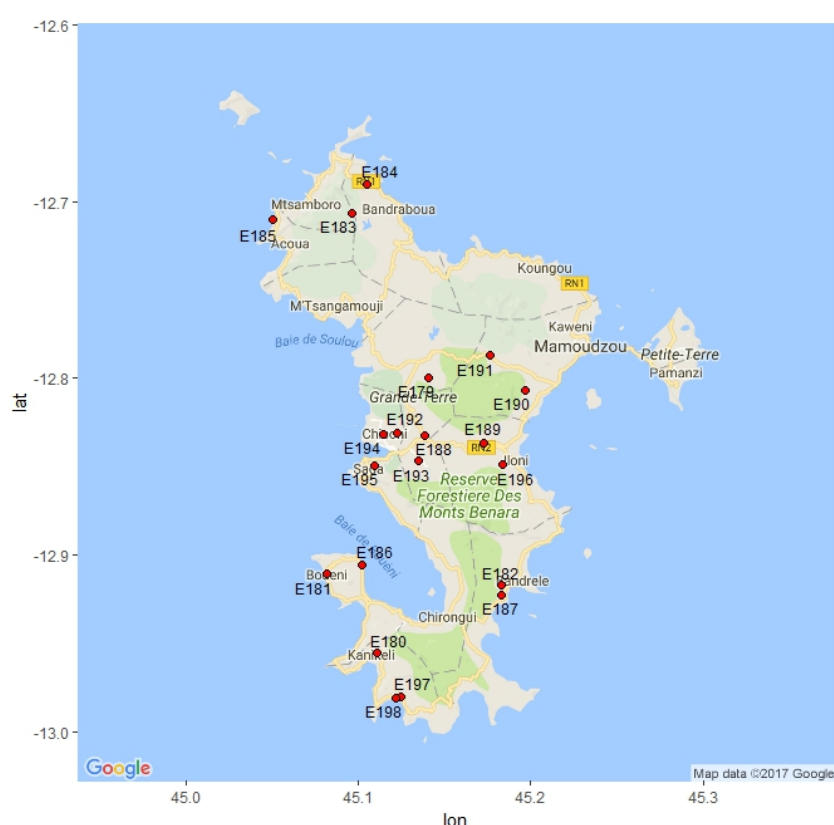 -12.6
E184
RN1
-12.7
Mtsamboro
Bandraboua
E183
E185
Acoua
Koungou
RN1
M'Tsangamouji
Kaweni
Baie de Soulou
Mamoudzou
Petite-Terre
E191
Pamanzi
-12.8
E179
Grande-Terre
E190
lat
E192
E189
Chiconi
E194
E188
RN2
Iloni
Sada
E195
E193
Reserve
E196
Forestiere Des
Monts Benara
Baie de Bouéni
-12.9
E186
Boueni
E182
Bandrele
E181
E187
Chirongui
E180
Kanikeli
E197
E198
-13.0
Google
Map data ©2017 Google
45.0
45.1
45.2
45.3
lon